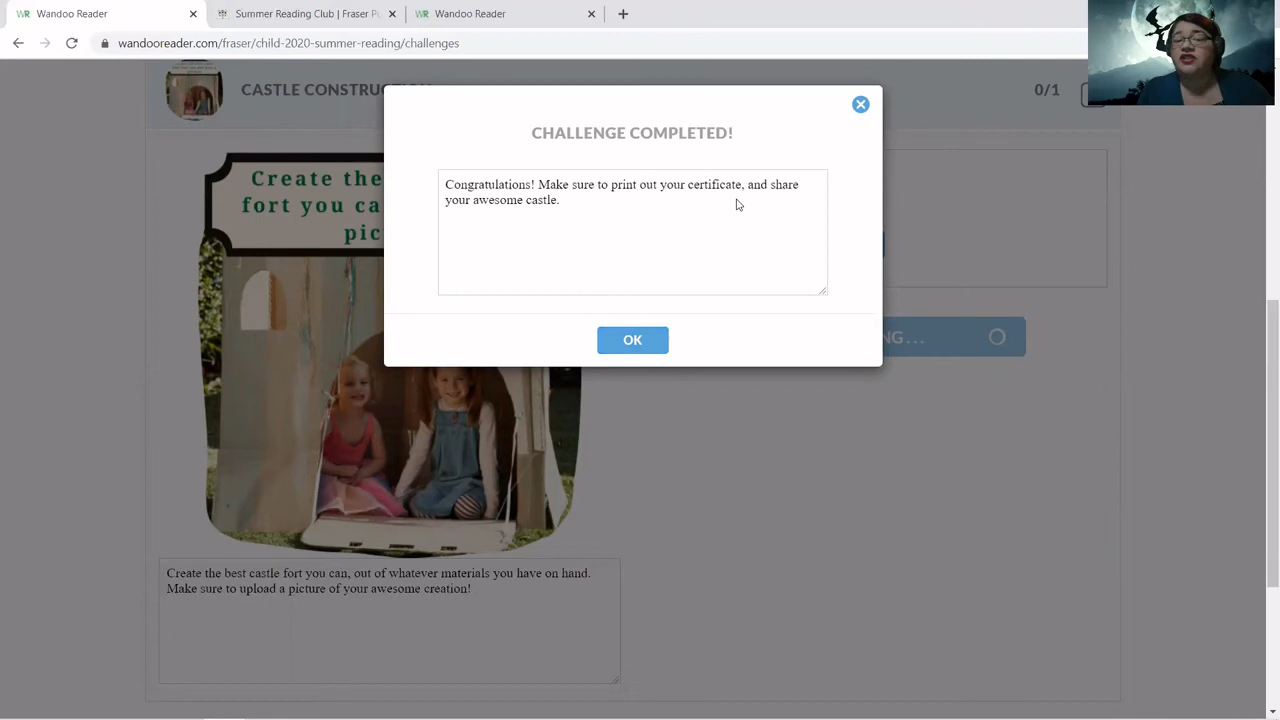 Wandoo Reader
Summer Reading Club | Fraser Pu
Wandoo Reader
wandooreader.com/fraser/child-2020-summer-reading/challenges
CASTLE CONSTRUCTION
0/1
Create the
fort you ca
pic
CHALLENGE COMPLETED!
Congratulations! Make sure to print out your certificate, and share
your awesome castle.
OK
NG...
Create the best castle fort you can, out of whatever materials you have on hand.
Make sure to upload a picture of your awesome creation!